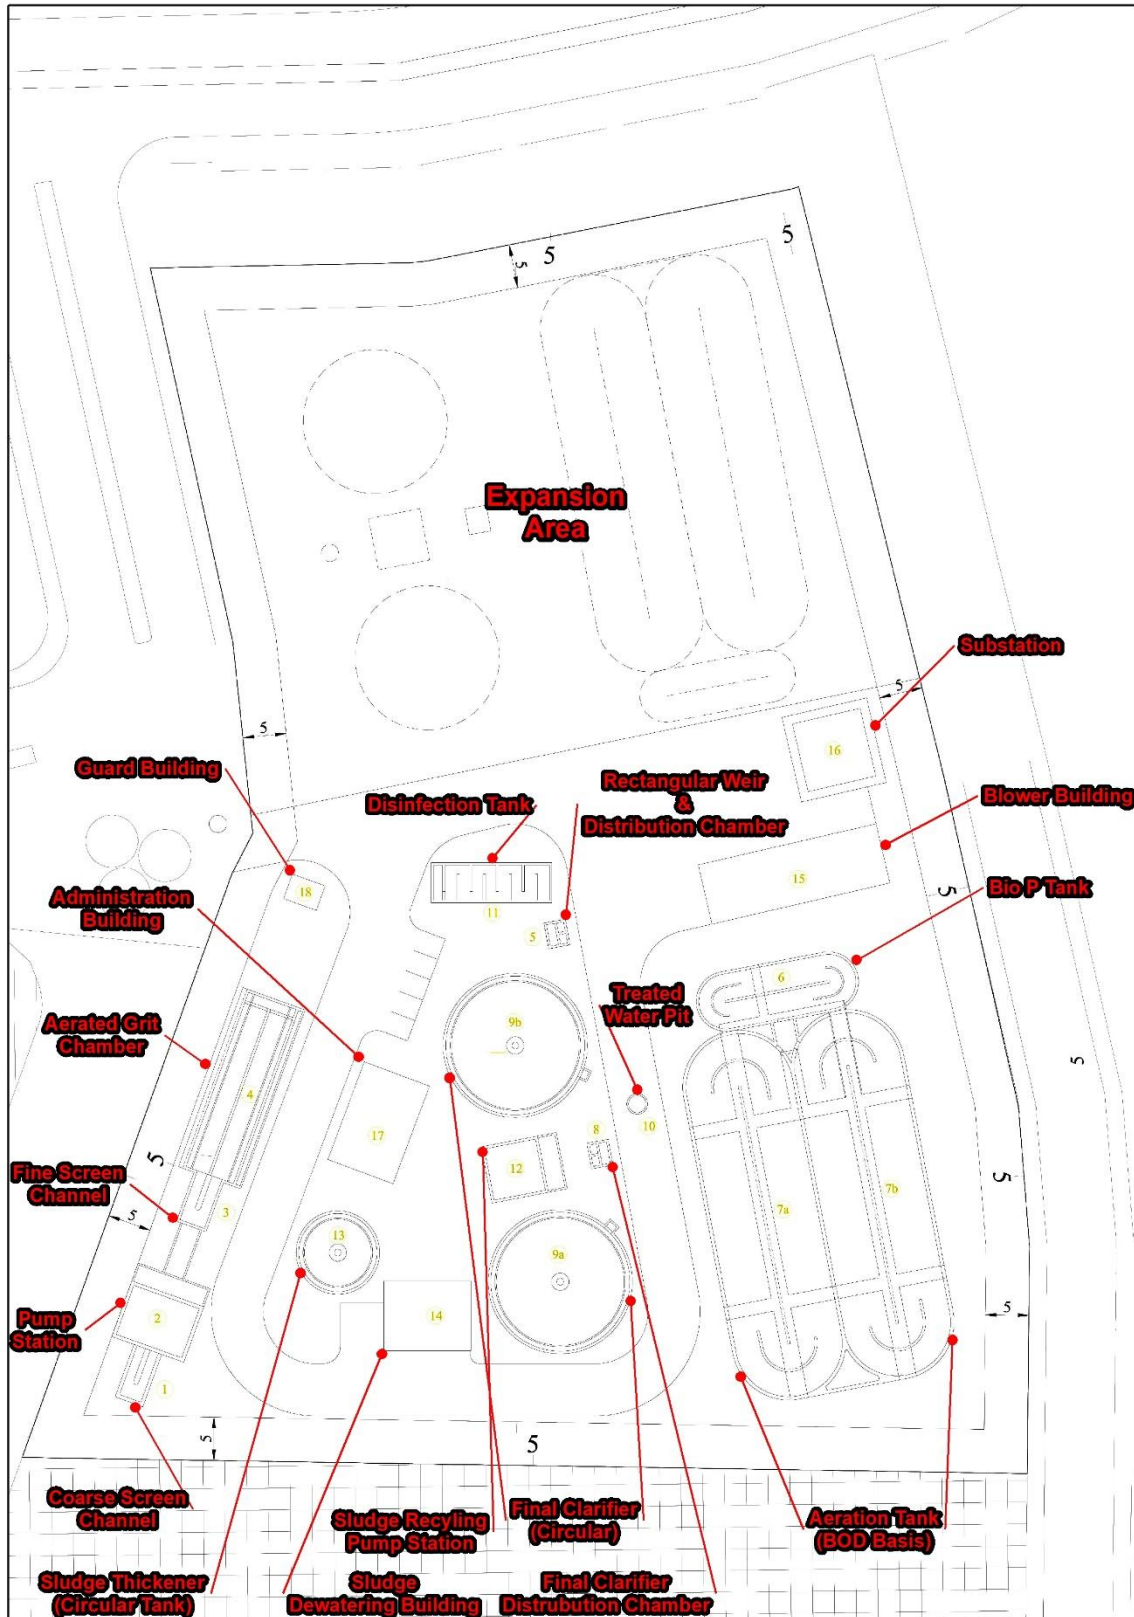 5
5
5
Expansion
Area
Substation
5
5
16
Guard Building
Rectangular Weir
&
Distribution Chamber
Disinfection Tank
Blower Building
15
5
18
Administration
Building
11
5
Bio P Tank
6
Treated
Water Pit
Aerated Grit
Chamber
9b
4
10
5
17
8
12
5
7b
5
Fine Screen
Channel
3
7a
5
13
9a
Pump
Station
2
14
5
1
5
5
Coarse Screen
Channel
Sludge Recyling
Pump Station
Final Clarifier
(Circular)
Aeration Tank
(BOD Basis)
Sludge Thickener
(Circular Tank)
Sludge
Dewatering Building
Final Clarifier
Distrubution Chamber